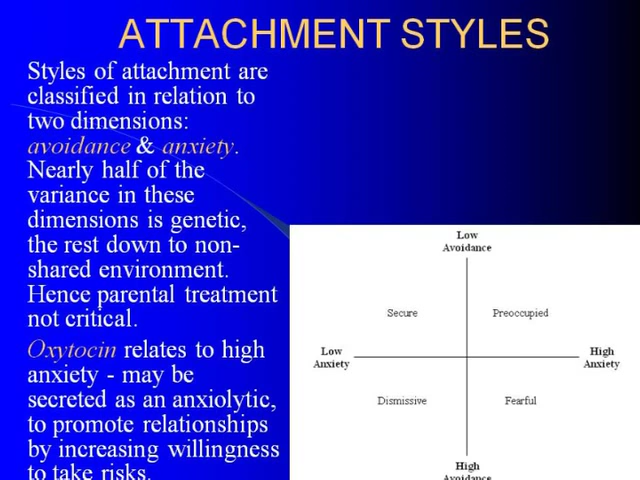 ATTACHMENT STYLES
Styles of attachment are
classified in relation to
two dimensions:
avoidance & anxiety.
Nearly half of the
variance in these
dimensions is genetic,
the rest down to non-
shared environment.
Hence parental treatment
not critical.
Oxytocin relates to high
anxiety - may be
secreted as an anxiolytic,
to promote relationships
by increasing willingness
to take risks.
Low
Avoidance
Secure
Preoccupied
Low
Anxiety
High
Anxiety
Dismissive
Fearful
High
Avoidance